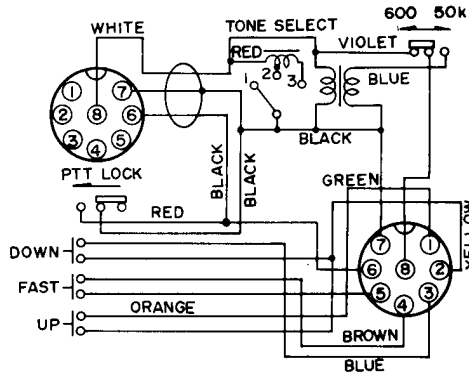 600 50k
WHITE TONE SELECT
VIOLET
RED
BLUE
1 2 3
1 7
2 8 6
3 5
4
BLACK
PTT LOCK
BLACK
BLACK
GREEN
YELLOW
RED
7 1
6 8 2
5 3
4
DOWN
FAST
ORANGE
UP
BROWN
BLUE